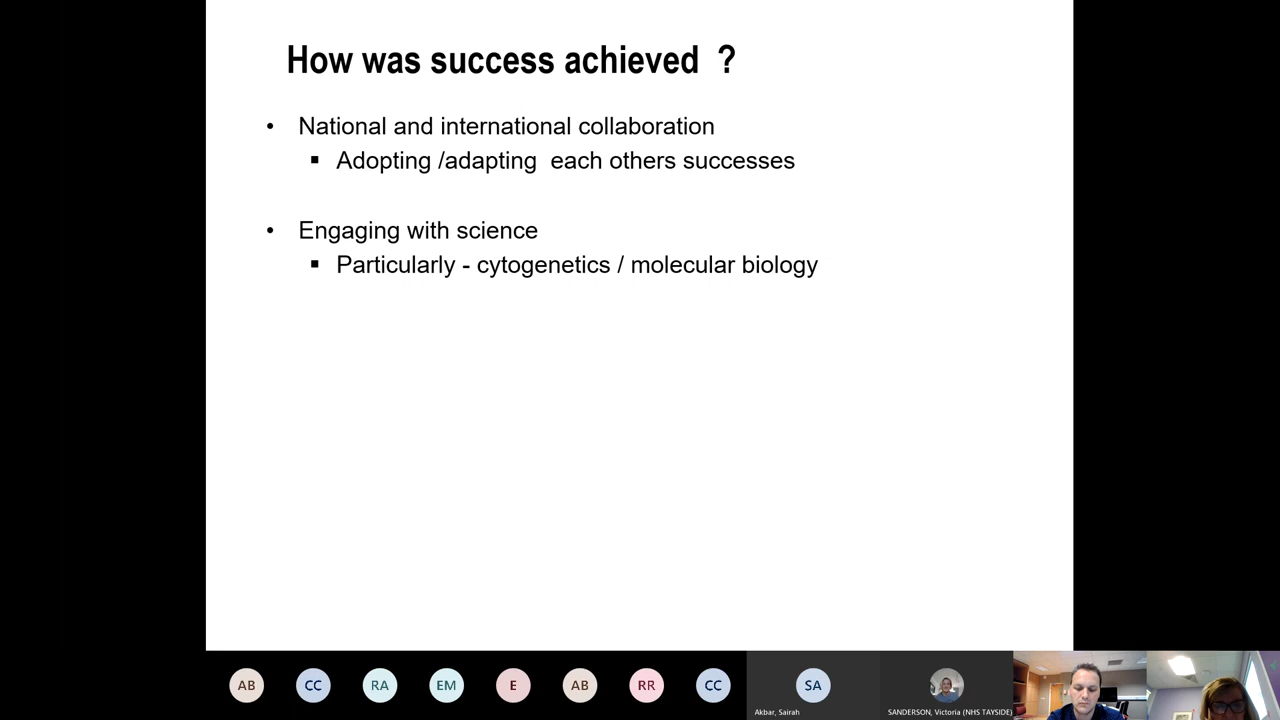 How was success achieved ?
• National and international collaboration
▪ Adopting /adapting each others successes
• Engaging with science
▪ Particularly - cytogenetics / molecular biology
AB CC RA EM E AB RR CC SA
Akbar, Sairah
SANDERSON, Victoria (NHS TAYSIDE)